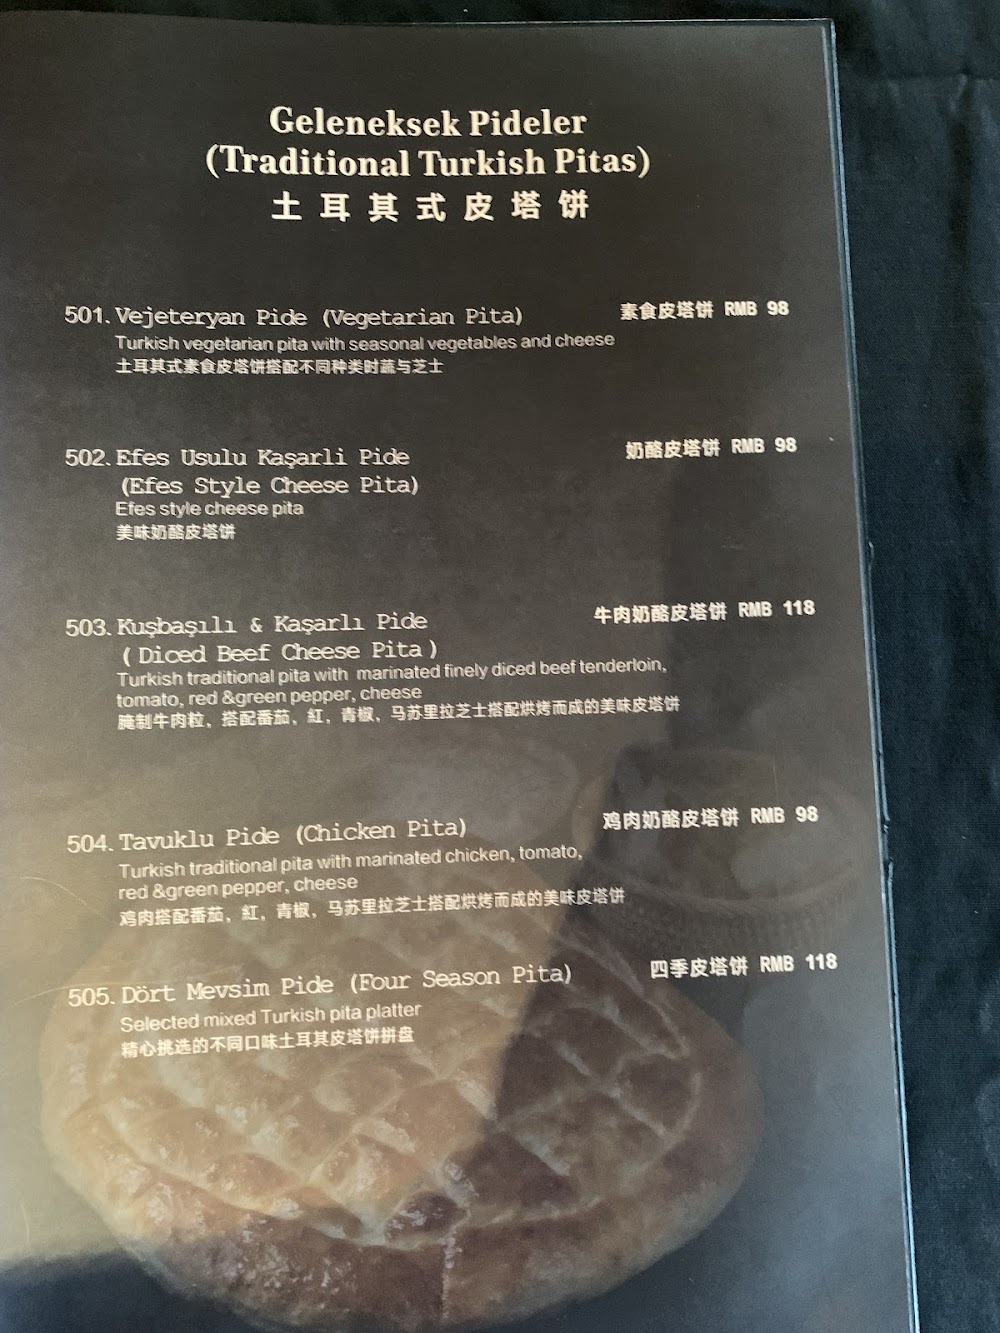 Geleneksek Pideler
(Traditional Turkish Pitas)
土耳其式皮塔饼
501. Vejeteryan Pide (Vegetarian Pita) 素食皮塔饼 RMB 98
Turkish vegetarian pita with seasonal vegetables and cheese
土耳其式素食皮塔饼搭配不同种类时蔬与芝士
502. Efes Usulu Kaşarli Pide 奶酪皮塔饼 RMB 98
(Efes Style Cheese Pita)
Efes style cheese pita
美味奶酪皮塔饼
503. Kuşbaşılı & Kaşarlı Pide 牛肉奶酪皮塔饼 RMB 118
( Diced Beef Cheese Pita )
Turkish traditional pita with marinated finely diced beef tenderloin,
tomato, red &green pepper, cheese
腌制牛肉粒，搭配番茄，紅，青椒，马苏里拉芝士搭配烘烤而成的美味皮塔饼
504. Tavuklu Pide (Chicken Pita) 鸡肉奶酪皮塔饼 RMB 98
Turkish traditional pita with marinated chicken, tomato,
red &green pepper, cheese
鸡肉搭配番茄，紅，青椒，马苏里拉芝士搭配烘烤而成的美味皮塔饼
505. Dört Mevsim Pide (Four Season Pita) 四季皮塔饼 RMB 118
Selected mixed Turkish pita platter
精心挑选的不同口味土耳其皮塔饼拼盘